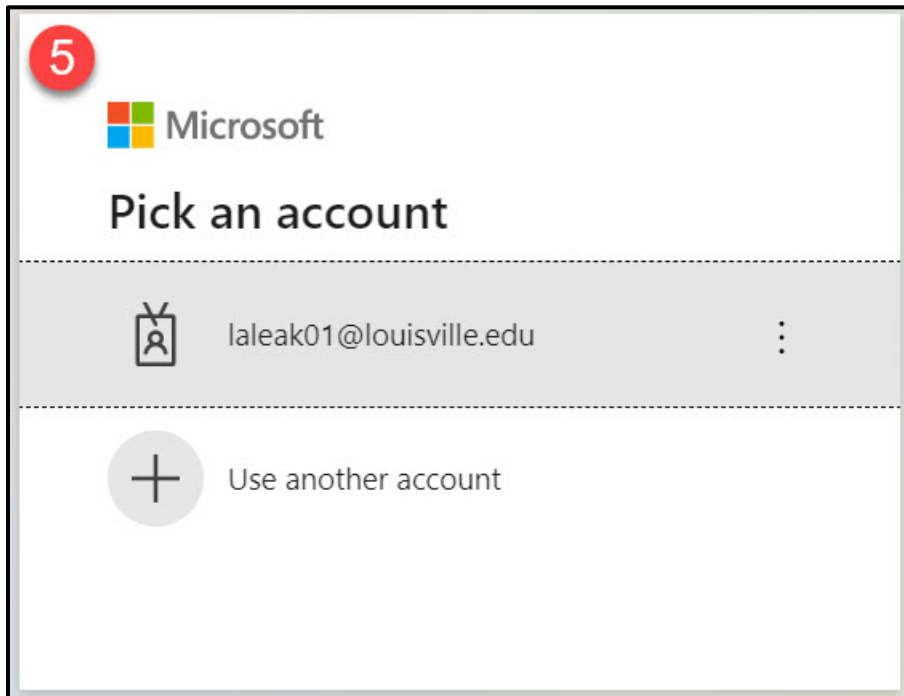 5
Microsoft
Pick an account
laleak01@louisville.edu
Use another account